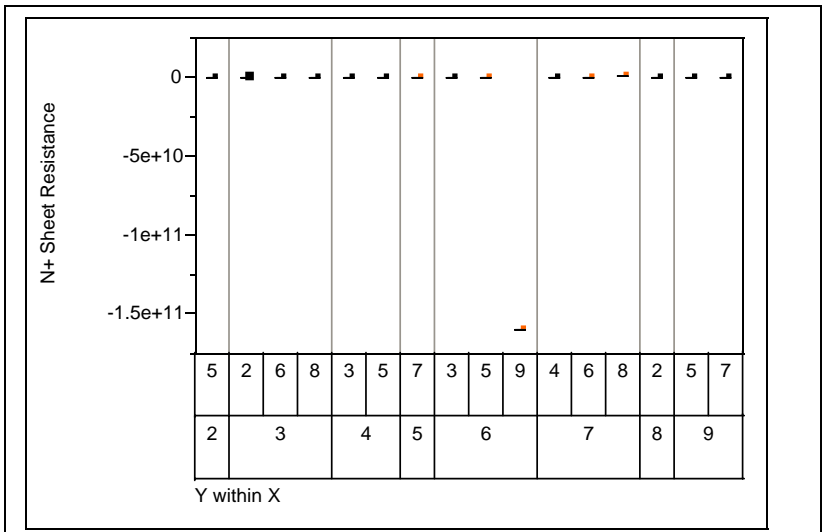 N+ Sheet Resistance
0
-5e+10
-1e+11
-1.5e+11
5 2 6 8 3 5 7 3 5 9 4 6 8 2 5 7
2 3 4 5 6 7 8 9
Y within X